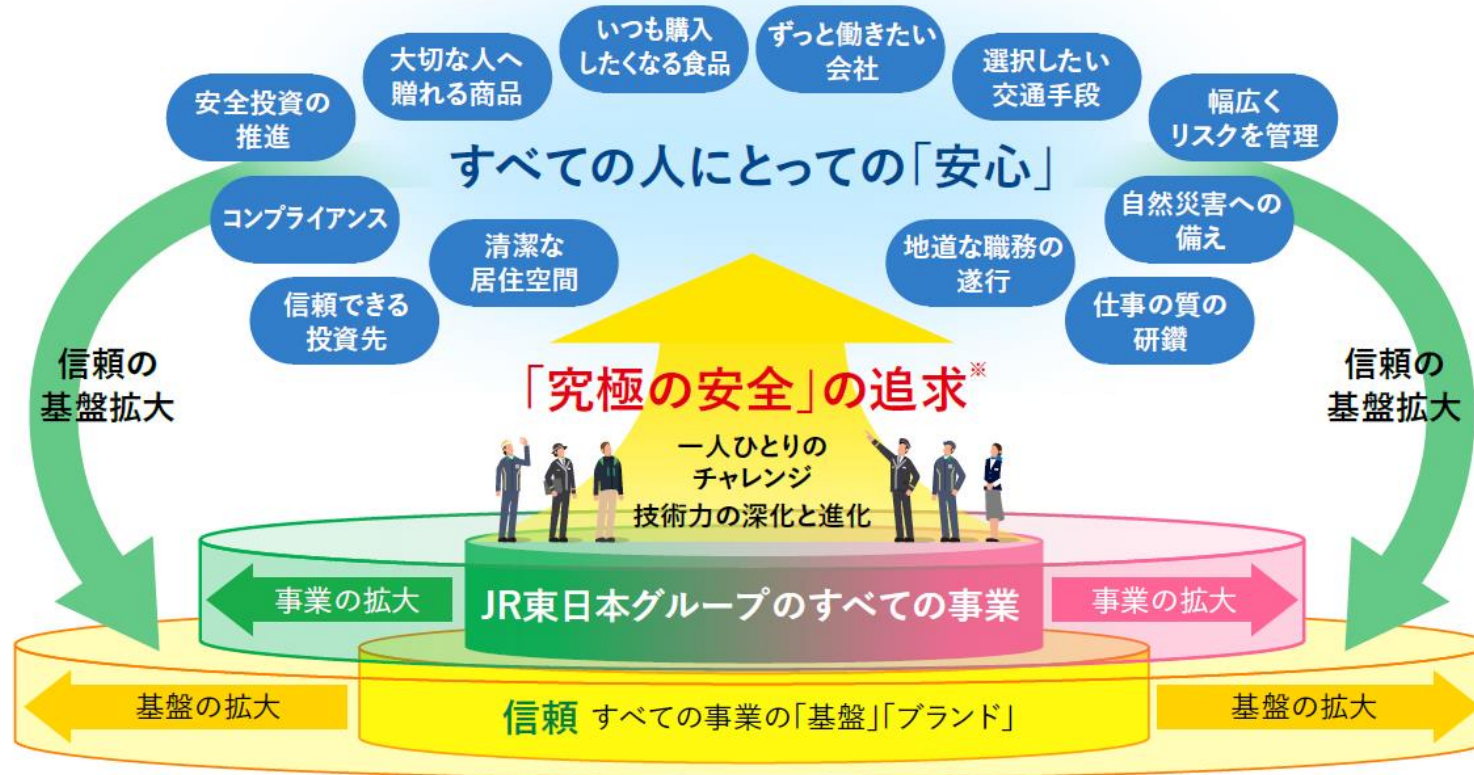 いつも購入
したくなる食品
ずっと働きたい
会社
大切な人へ
贈れる商品
選択したい
交通手段
安全投資の
推進
幅広く
リスクを管理
すべての人にとっての「安心」
コンプライアンス
自然災害への
備え
清潔な
居住空間
地道な職務の
遂行
信頼できる
投資先
仕事の質の
研鑽
信頼の
基盤拡大
「究極の安全」の追求※
信頼の
基盤拡大
一人ひとりの
チャレンジ
技術力の深化と進化
事業の拡大
JR東日本グループのすべての事業
事業の拡大
基盤の拡大
信頼 すべての事業の「基盤」「ブランド」
基盤の拡大